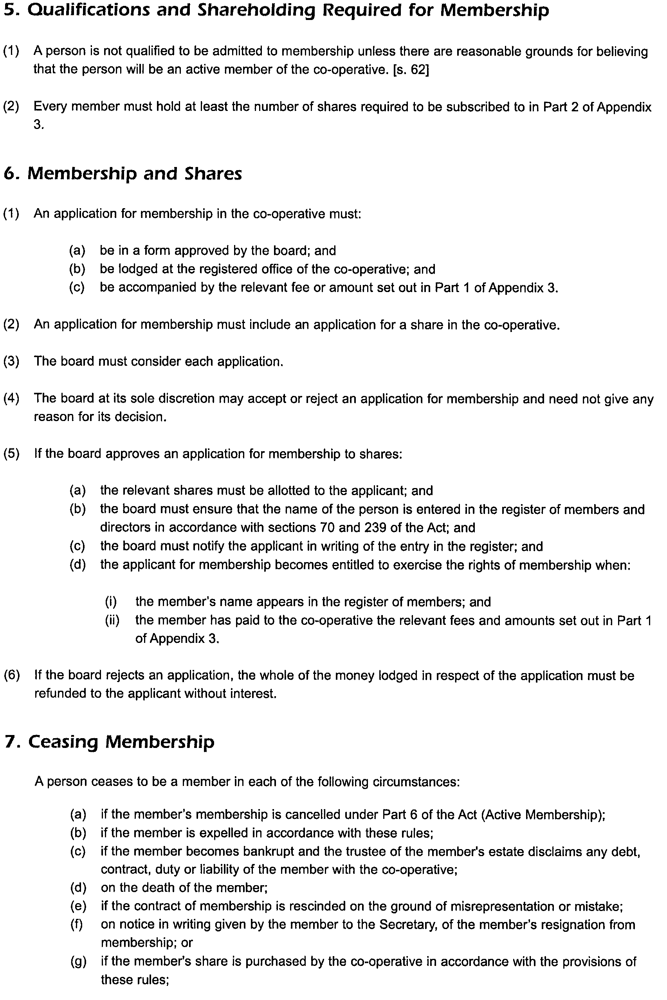 5. Qualifications and Shareholding Required for Membership
(1) A person is not qualified to be admitted to membership unless there are reasonable grounds for believing
that the person will be an active member of the co-operative. [s. 62]
(2) Every member must hold at least the number of shares required to be subscribed to in Part 2 of Appendix
3.
6. Membership and Shares
(1) An application for membership in the co-operative must:
(a) be in a form approved by the board; and
(b) be lodged at the registered office of the co-operative; and
(c) be accompanied by the relevant fee or amount set out in Part 1 of Appendix 3.
(2) An application for membership must include an application for a share in the co-operative.
(3) The board must consider each application.
(4) The board at its sole discretion may accept or reject an application for membership and need not give any
reason for its decision.
(5) If the board approves an application for membership to shares:
(a) the relevant shares must be allotted to the applicant; and
(b) the board must ensure that the name of the person is entered in the register of members and
directors in accordance with sections 70 and 239 of the Act; and
(c) the board must notify the applicant in writing of the entry in the register; and
(d) the applicant for membership becomes entitled to exercise the rights of membership when:
(i) the member's name appears in the register of members; and
(ii) the member has paid to the co-operative the relevant fees and amounts set out in Part 1
of Appendix 3.
(6) If the board rejects an application, the whole of the money lodged in respect of the application must be
refunded to the applicant without interest.
7. Ceasing Membership
A person ceases to be a member in each of the following circumstances:
(a) if the member's membership is cancelled under Part 6 of the Act (Active Membership);
(b) if the member is expelled in accordance with these rules;
(c) if the member becomes bankrupt and the trustee of the member's estate disclaims any debt,
contract, duty or liability of the member with the co-operative;
(d) on the death of the member;
(e) if the contract of membership is rescinded on the ground of misrepresentation or mistake;
(f) on notice in writing given by the member to the Secretary, of the member's resignation from
membership; or
(g) if the member's share is purchased by the co-operative in accordance with the provisions of
these rules;